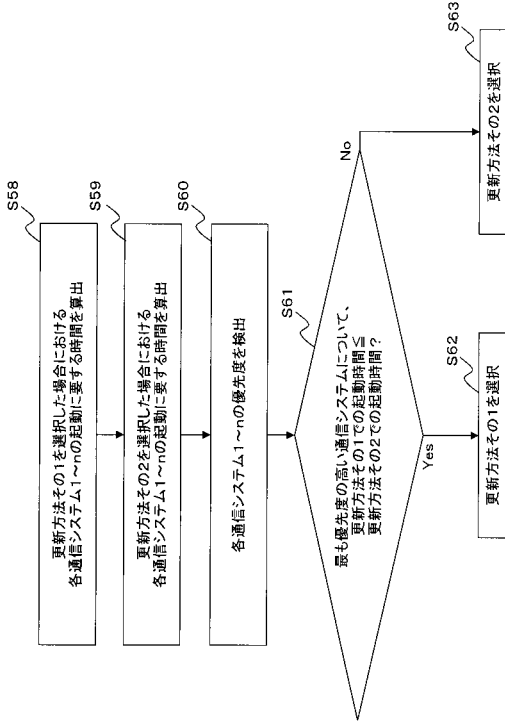 S58
更新方法その1を選択した場合における
各通信システム1～nの起動に要する時間を算出
S59
更新方法その2を選択した場合における
各通信システム1～nの起動に要する時間を算出
S60
各通信システム1～nの優先度を検出
S61
最も優先度の高い通信システムについて、
更新方法その1での起動時間≦
更新方法その2での起動時間？
No
Yes
S62
更新方法その1を選択
S63
更新方法その2を選択